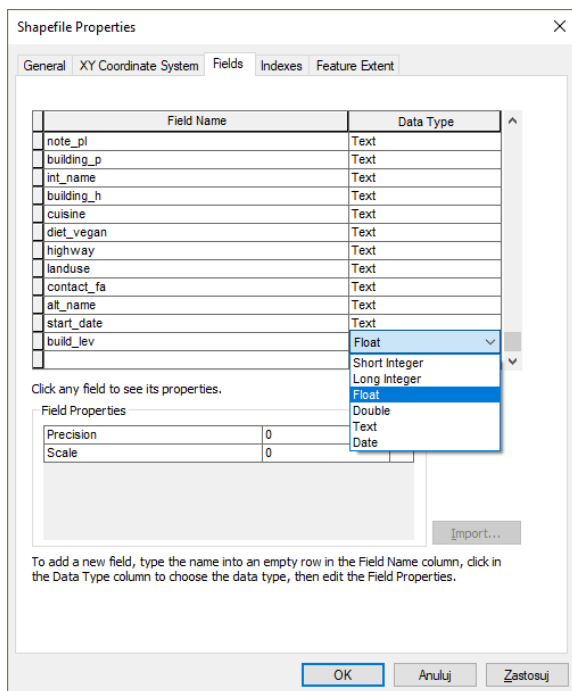 Shapefile Properties
General XY Coordinate System Fields Indexes Feature Extent
Field Name Data Type
note_pl Text
building_p Text
int_name Text
building_h Text
cuisine Text
diet_vegan Text
highway Text
landuse Text
contact_fa Text
alt_name Text
start_date Text
build_lev Float
Short Integer
Long Integer
Float
Double
Text
Date
Click any field to see its properties.
Field Properties
Precision 0
Scale 0
Import...
To add a new field, type the name into an empty row in the Field Name column, click in
the Data Type column to choose the data type, then edit the Field Properties.
OK Anuluj Zastosuj